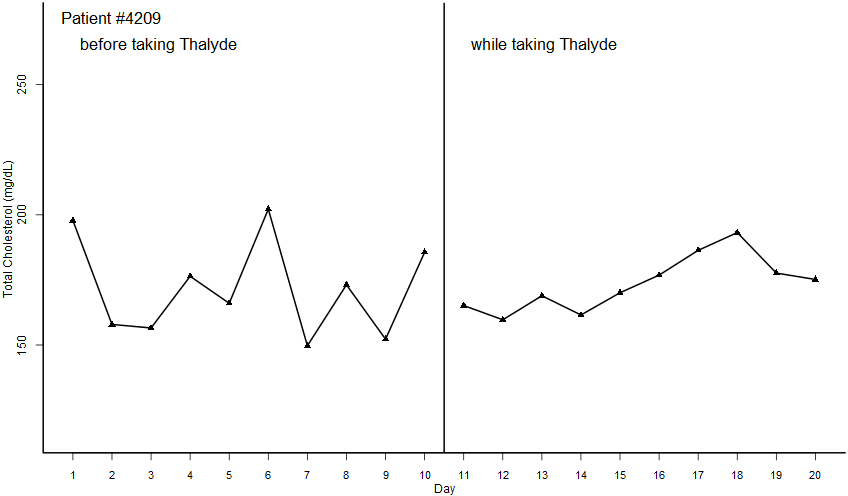 Patient #4209
before taking Thalyde
while taking Thalyde
Total Cholesterol (mg/dL)
250
200
150
1 2 3 4 5 6 7 8 9 10 11 12 13 14 15 16 17 18 19 20
Day